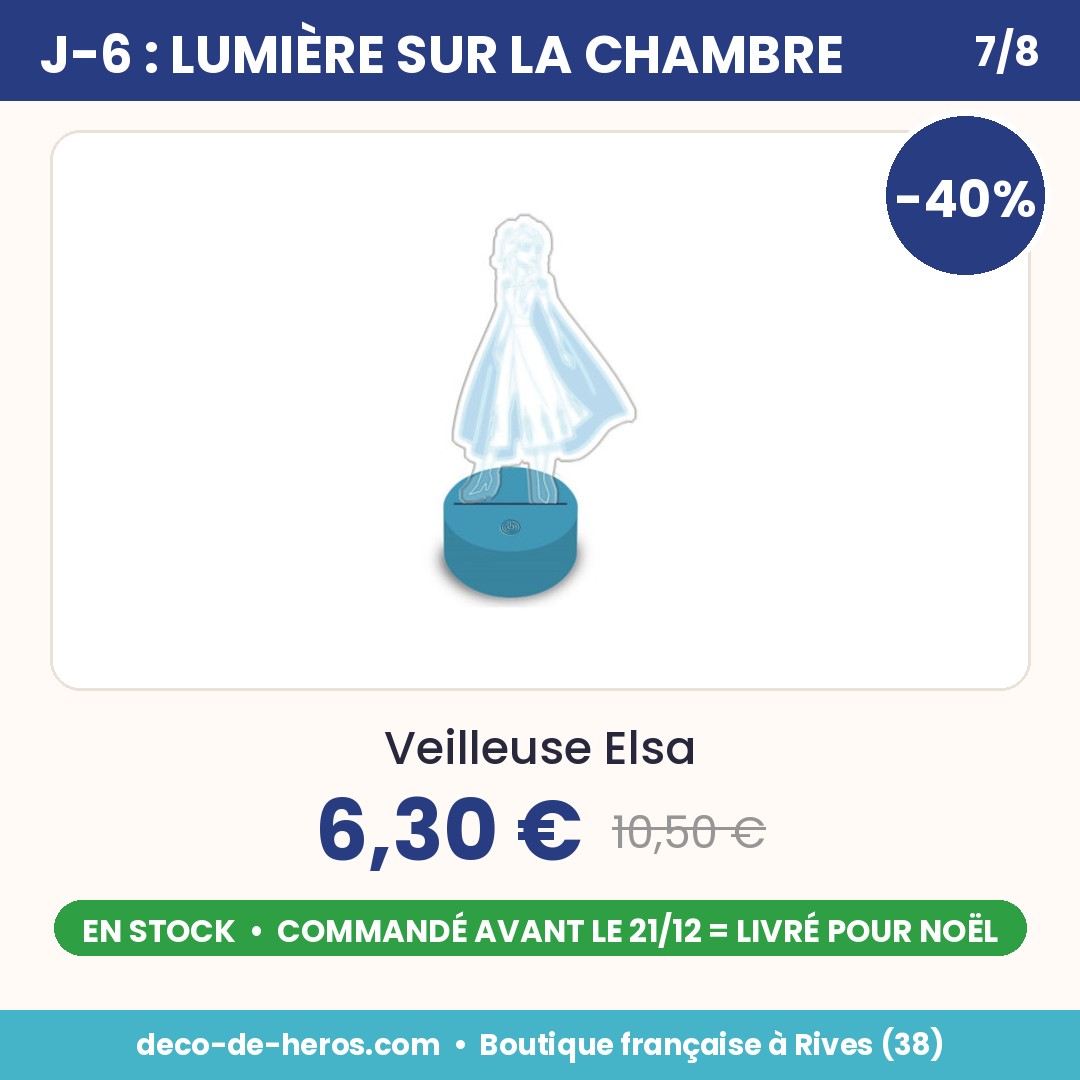 J-6 : LUMIÈRE SUR LA CHAMBRE
7/8
-40%
Veilleuse Elsa
6,30 € 10,50 €
EN STOCK • COMMANDÉ AVANT LE 21/12 = LIVRÉ POUR NOËL
deco-de-heros.com • Boutique française à Rives (38)